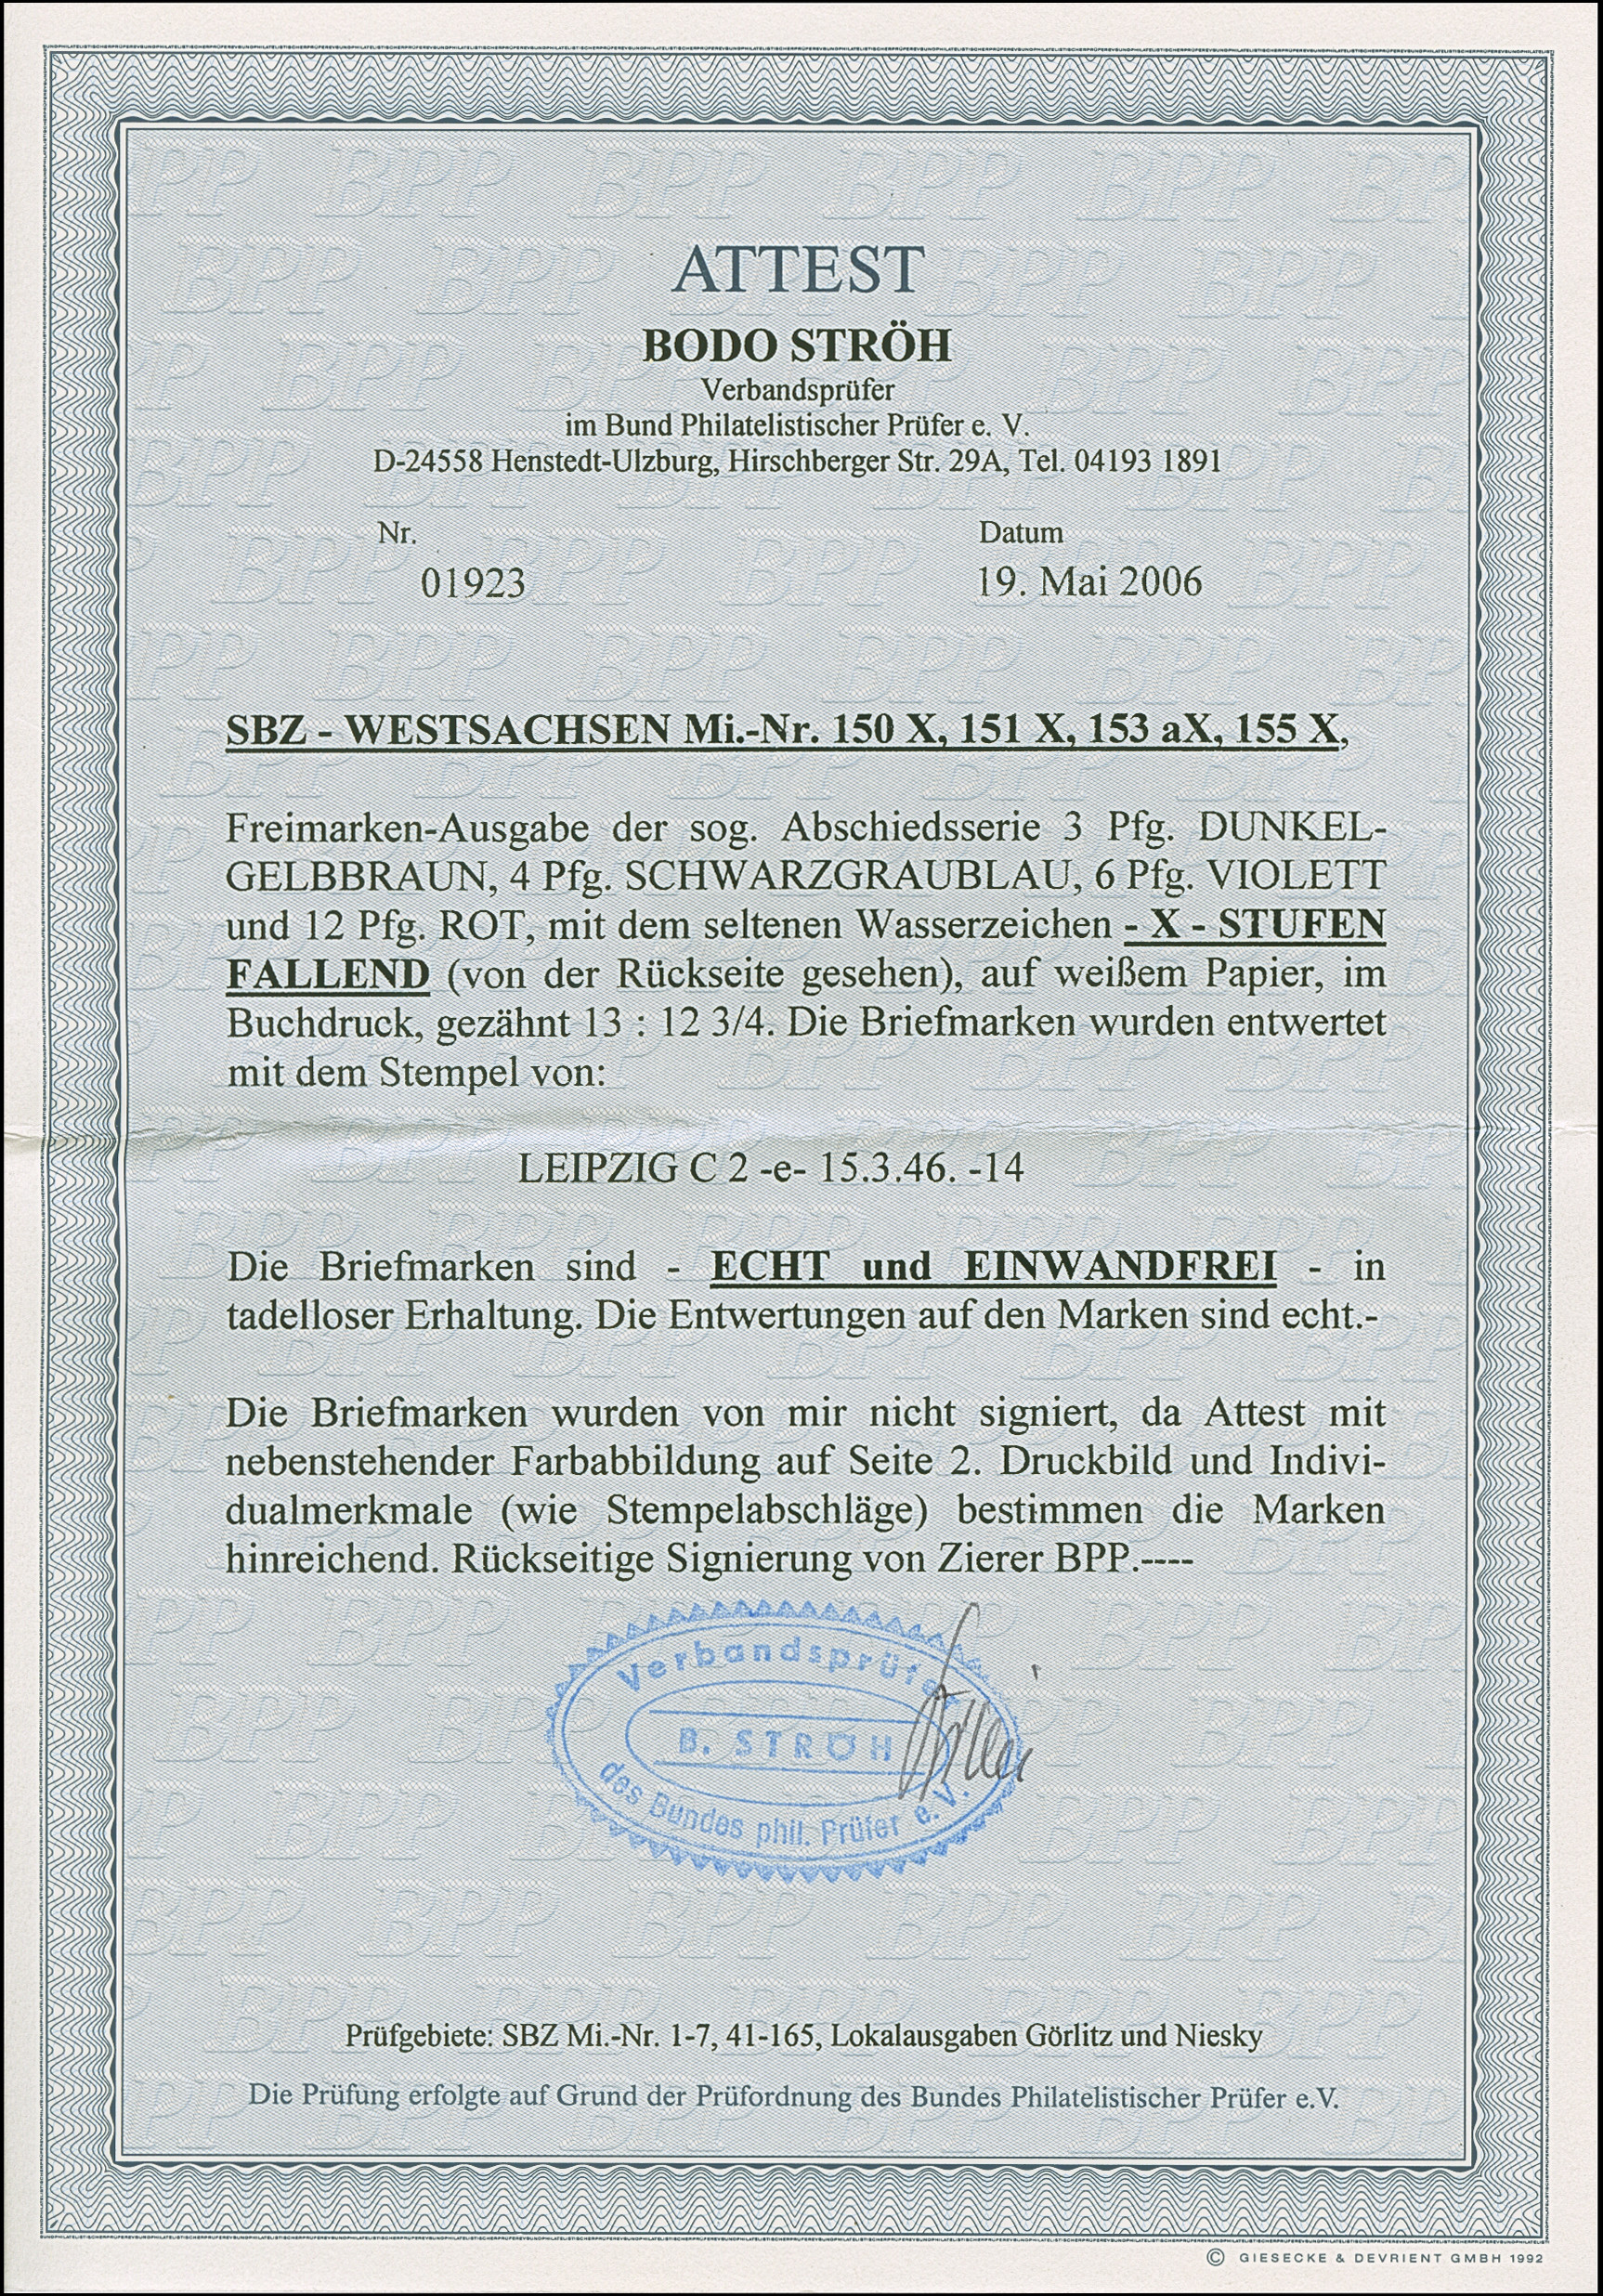 ATTEST
BODO STRÖH
Verbandsprüfer
im Bund Philatelistischer Prüfer e. V.
D-24558 Henstedt-Ulzburg, Hirschberger Str. 29A, Tel. 04193 1891
Nr. Datum
01923 19. Mai 2006
SBZ - WESTSACHSEN Mi.-Nr. 150 X, 151 X, 153 aX, 155 X,
Freimarken-Ausgabe der sog. Abschiedsserie 3 Pfg. DUNKEL-
GELBBRAUN, 4 Pfg. SCHWARZGRAUBLAU, 6 Pfg. VIOLETT
und 12 Pfg. ROT, mit dem seltenen Wasserzeichen - X - STUFEN
FALLEND (von der Rückseite gesehen), auf weißem Papier, im
Buchdruck, gezähnt 13 : 12 3/4. Die Briefmarken wurden entwertet
mit dem Stempel von:
LEIPZIG C 2 -e- 15.3.46. -14
Die Briefmarken sind - ECHT und EINWANDFREI - in
tadelloser Erhaltung. Die Entwertungen auf den Marken sind echt.-
Die Briefmarken wurden von mir nicht signiert, da Attest mit
nebenstehender Farbabbildung auf Seite 2. Druckbild und Indivi-
dualmerkmale (wie Stempelabschläge) bestimmen die Marken
hinreichend. Rückseitige Signierung von Zierer BPP.----
Verbandsprüfer
B. STRÖH
des Bundes phil. Prüfer e. V.
Prüfgebiete: SBZ Mi.-Nr. 1-7, 41-165, Lokalausgaben Görlitz und Niesky
Die Prüfung erfolgte auf Grund der Prüfordnung des Bundes Philatelistischer Prüfer e.V.
© GIESECKE & DEVRIENT GMBH 1992